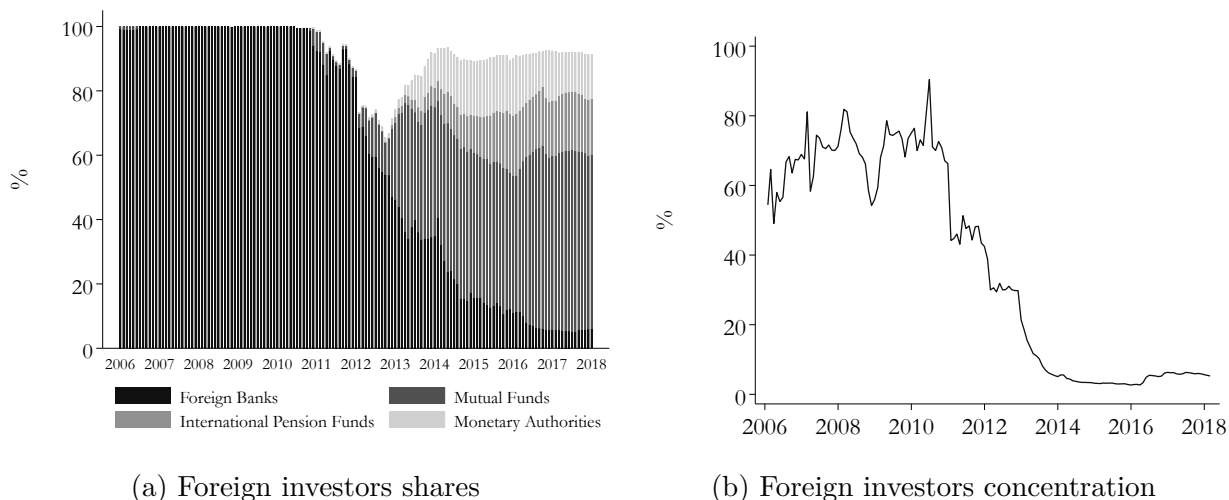 100
80
60
40
20
0
%
2006 2007 2008 2009 2010 2011 2012 2013 2014 2015 2016 2017 2018
Foreign Banks
Mutual Funds
International Pension Funds
Monetary Authorities
(a) Foreign investors shares
100
80
60
40
20
0
%
2006 2008 2010 2012 2014 2016 2018
(b) Foreign investors concentration